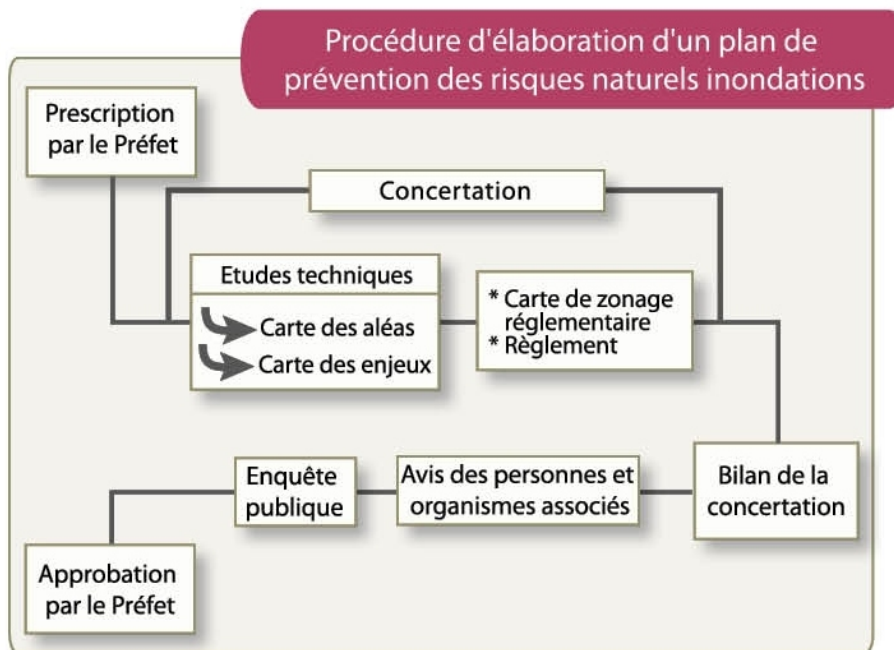 Procédure d'élaboration d'un plan de
prévention des risques naturels inondations
Prescription
par le Préfet
Concertation
Etudes techniques
Carte des aléas
Carte des enjeux
* Carte de zonage
réglementaire
* Règlement
Bilan de la
concertation
Avis des personnes et
organismes associés
Enquête
publique
Approbation
par le Préfet